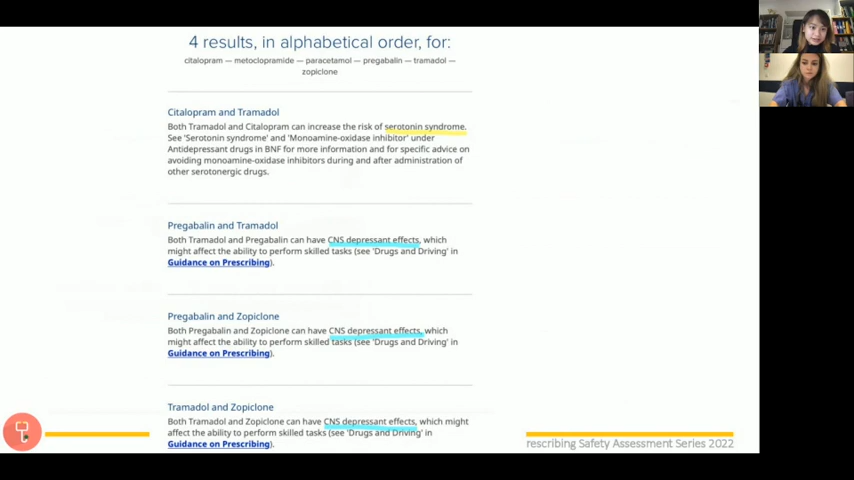 4 results, in alphabetical order, for:
citalopram — metoclopramide — paracetamol — pregabalin — tramadol —
zopiclone
Citalopram and Tramadol
Both Tramadol and Citalopram can increase the risk of serotonin syndrome.
See 'Serotonin syndrome' and 'Monoamine-oxidase inhibitor' under
Antidepressant drugs in BNF for more information and for specific advice on
avoiding monoamine-oxidase inhibitors during and after administration of
other serotonergic drugs.
Pregabalin and Tramadol
Both Tramadol and Pregabalin can have CNS depressant effects, which
might affect the ability to perform skilled tasks (see 'Drugs and Driving' in
Guidance on Prescribing).
Pregabalin and Zopiclone
Both Pregabalin and Zopiclone can have CNS depressant effects, which
might affect the ability to perform skilled tasks (see 'Drugs and Driving' in
Guidance on Prescribing).
Tramadol and Zopiclone
Both Tramadol and Zopiclone can have CNS depressant effects, which might
affect the ability to perform skilled tasks (see 'Drugs and Driving' in
Guidance on Prescribing).
rescribing Safety Assessment Series 2022